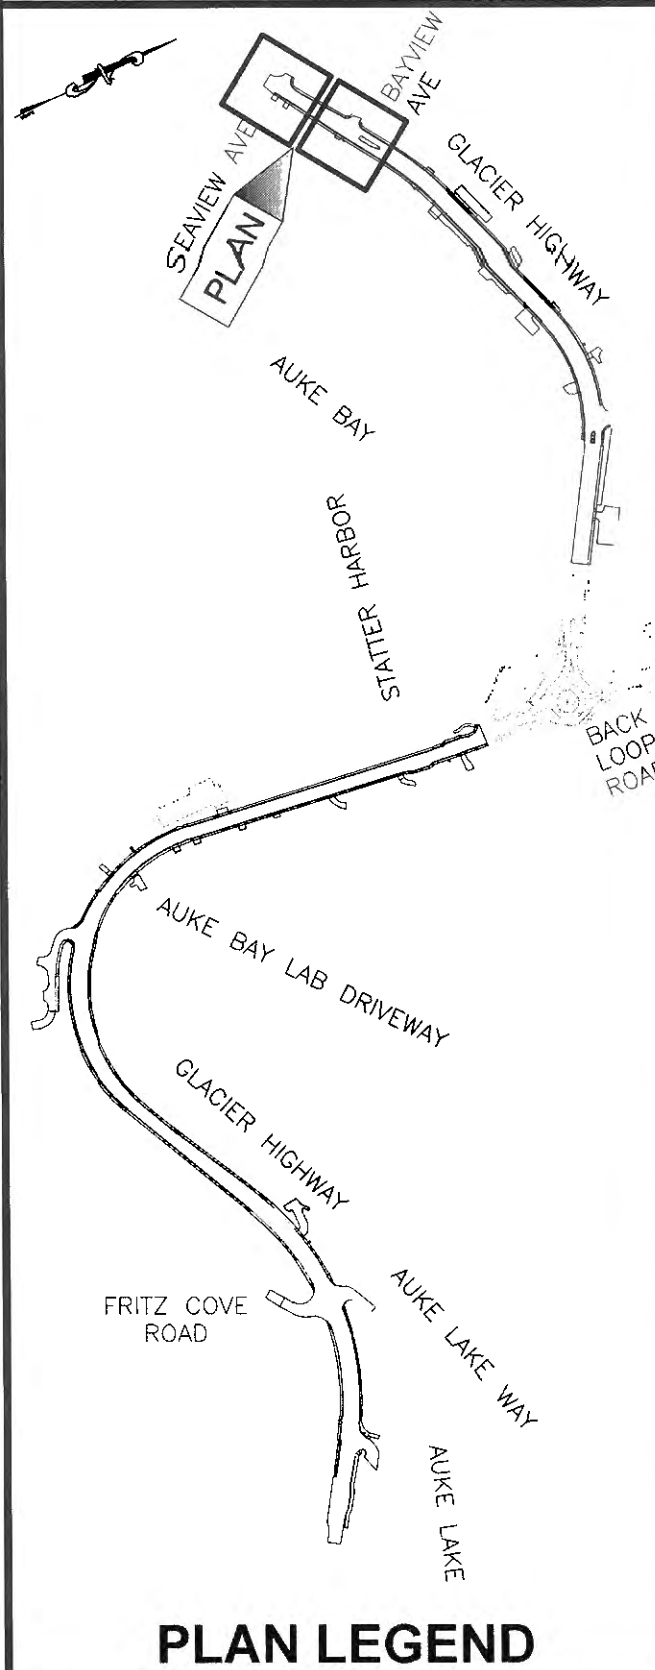 BAYVIEW
AVE
SEAVIEW AVE
PLAN
GLACIER HIGHWAY
AUKE BAY
STATTER HARBOR
BACK
LOOP
ROAD
AUKE BAY LAB DRIVEWAY
GLACIER HIGHWAY
FRITZ COVE
ROAD
AUKE LAKE WAY
AUKE LAKE
PLAN LEGEND